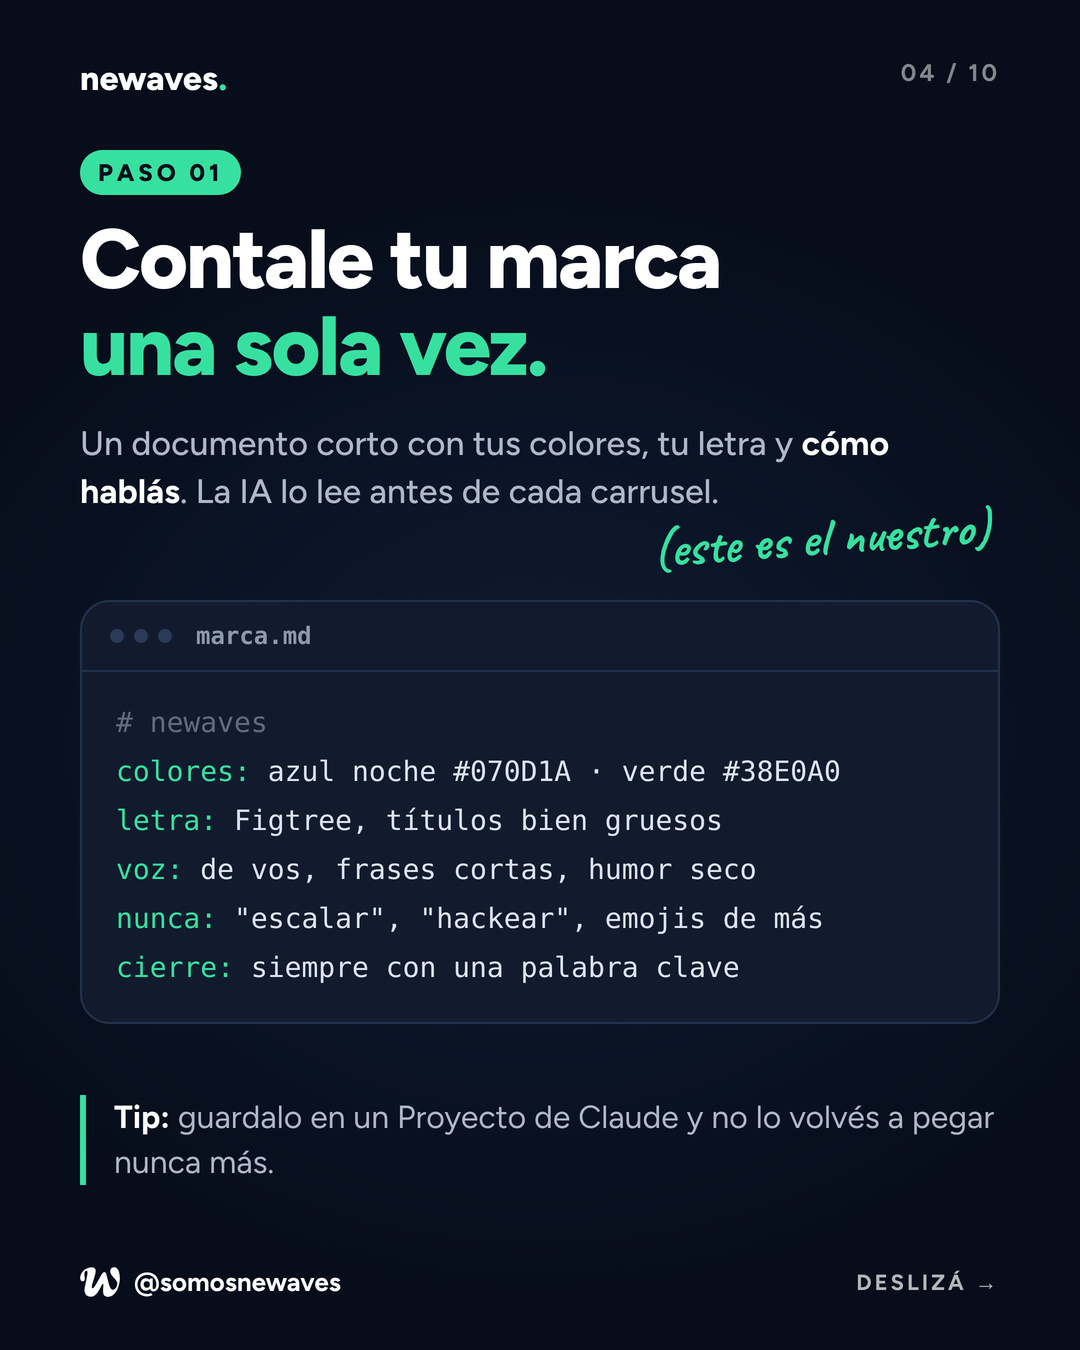 newaves.
04 / 10
PASO 01
Contale tu marca
una sola vez.
Un documento corto con tus colores, tu letra y cómo
hablás. La IA lo lee antes de cada carrusel.
(este es el nuestro)
marca.md
# newaves
colores: azul noche #070D1A · verde #38E0A0
letra: Figtree, títulos bien gruesos
voz: de vos, frases cortas, humor seco
nunca: "escalar", "hackear", emojis de más
cierre: siempre con una palabra clave
Tip: guardalo en un Proyecto de Claude y no lo volvés a pegar
nunca más.
W @somosnewaves
DESLIZÁ →